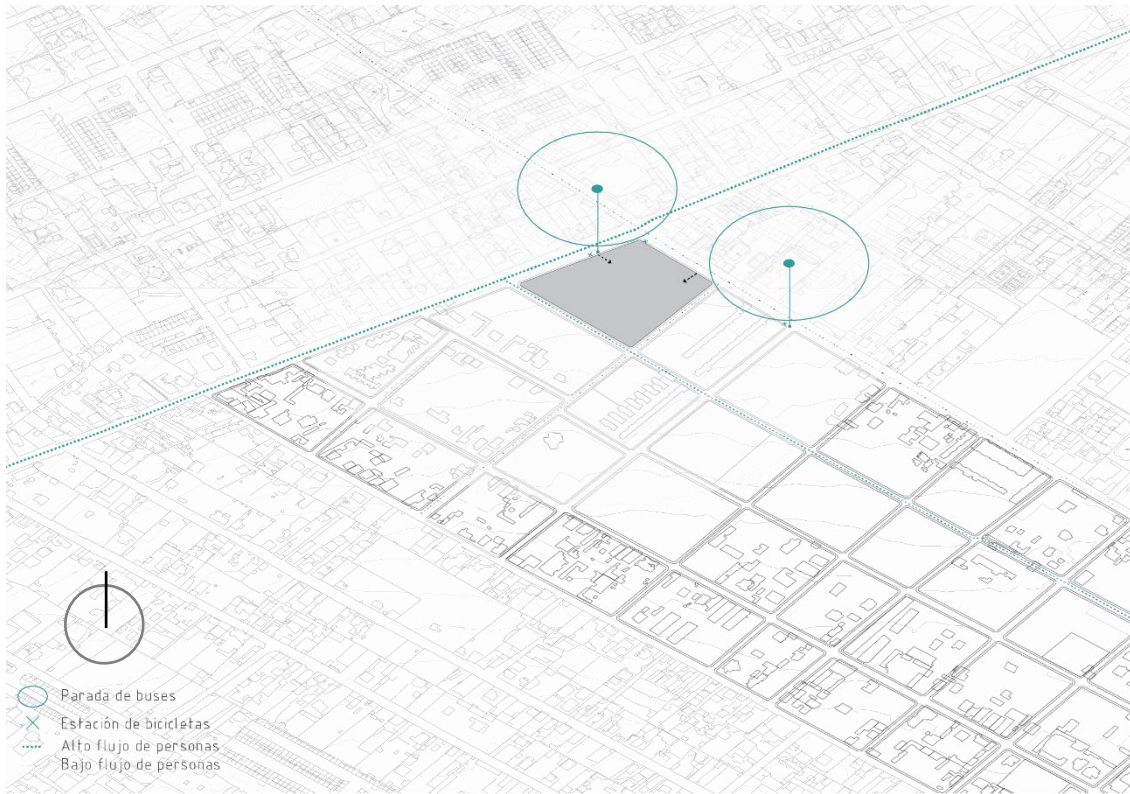 Parada de buses
Estación de bicicletas
Alto flujo de personas
Bajo flujo de personas